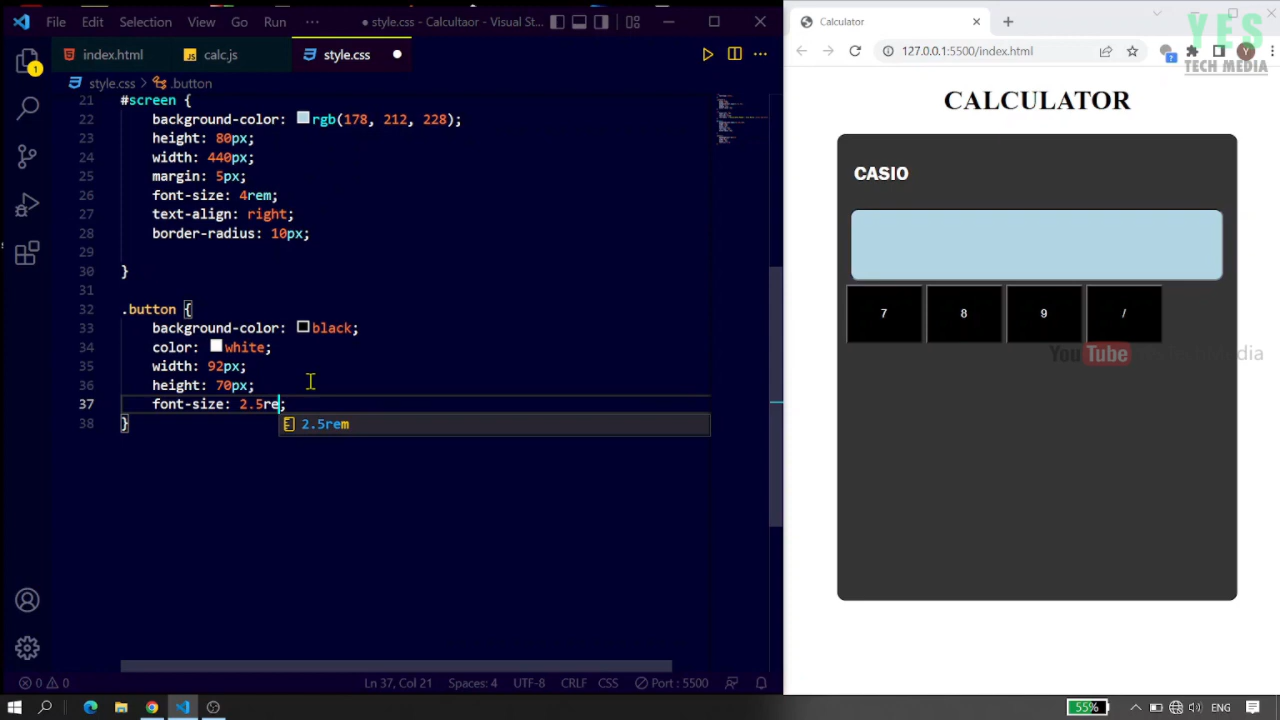 File Edit Selection View Go Run ··· ● style.css - Calcultaor - Visual St...
index.html
calc.js
style.css
style.css > .button
21 #screen {
22 background-color: rgb(178, 212, 228);
23 height: 80px;
24 width: 440px;
25 margin: 5px;
26 font-size: 4rem;
27 text-align: right;
28 border-radius: 10px;
29
30 }
31
32 .button {
33 background-color: black;
34 color: white;
35 width: 92px;
36 height: 70px;
37 font-size: 2.5re;
38 }
2.5rem
1
0 0 Ln 37, Col 21 Spaces: 4 UTF-8 CRLF CSS Port : 5500
Calculator
127.0.0.1:5500/index.html
Y
YES
TECH MEDIA
CALCULATOR
CASIO
7 8 9 /
YouTube
55% ENG